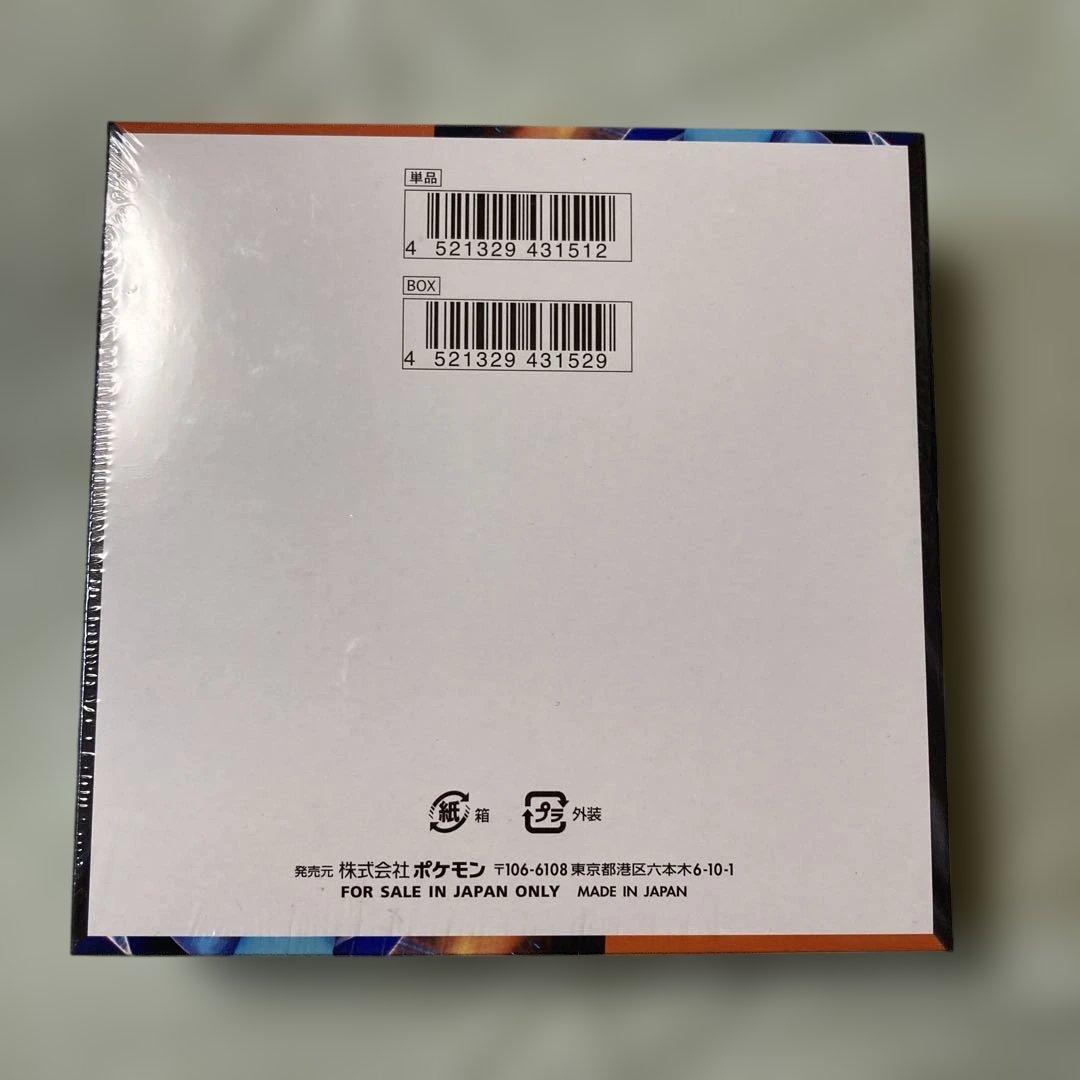 単品
4 521329 431512
BOX
4 521329 431529
紙 箱 プラ 外装
発売元 株式会社ポケモン 〒106-6108 東京都港区六本木6-10-1
FOR SALE IN JAPAN ONLY MADE IN JAPAN